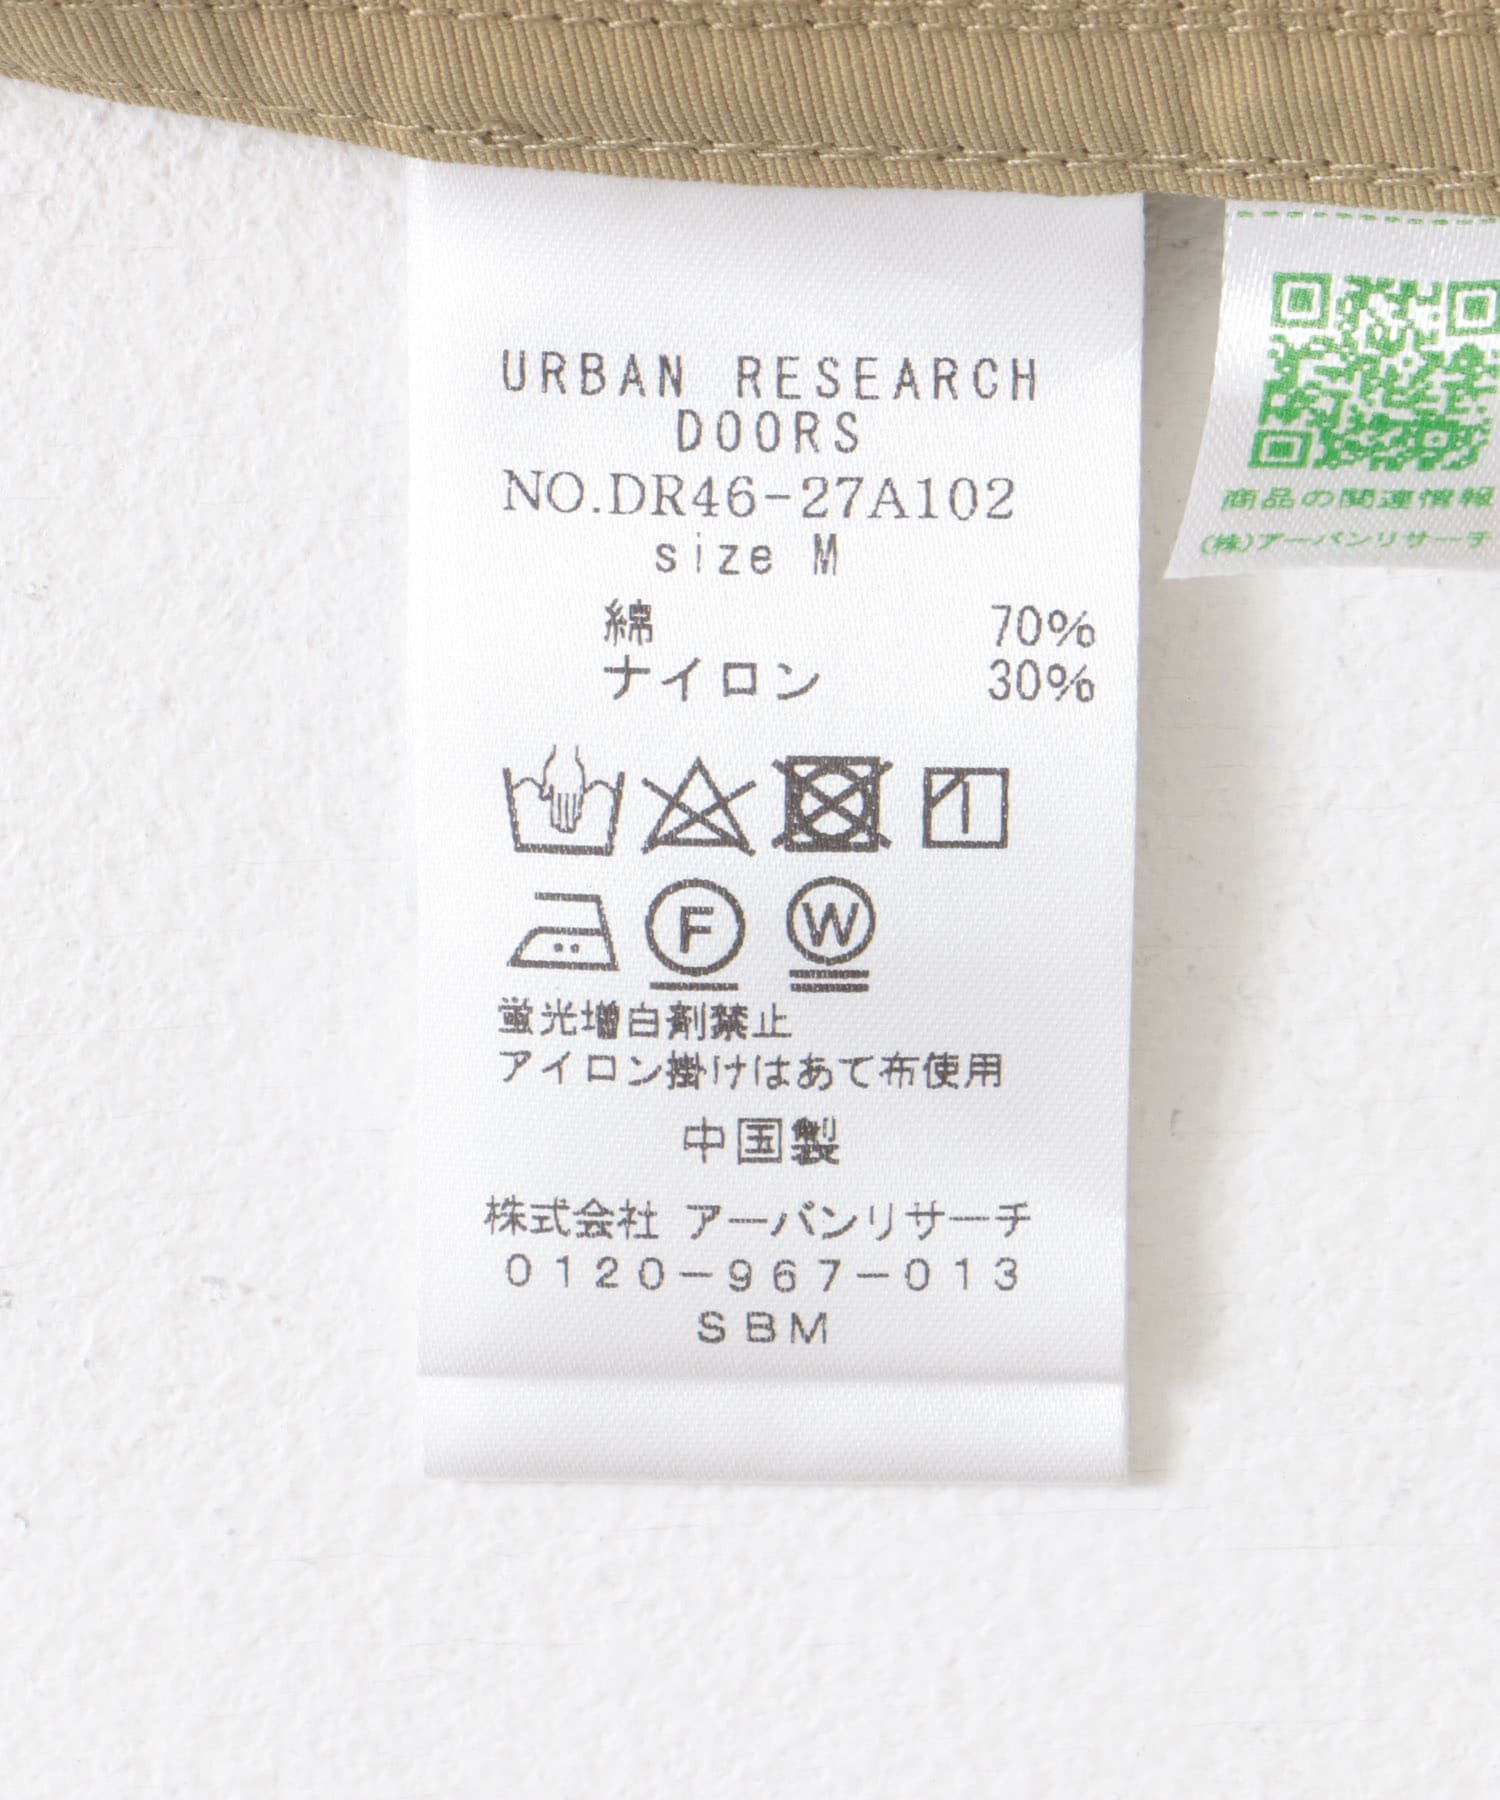 URBAN RESEARCH
DOORS
NO.DR46-27A102
size M
綿 70%
ナイロン 30%
F W
蛍光増白剤禁止
アイロン掛けはあて布使用
中国製
株式会社 アーバンリサーチ
0120-967-013
SBM
商品の関連情報
(株)アーバンリサーチ